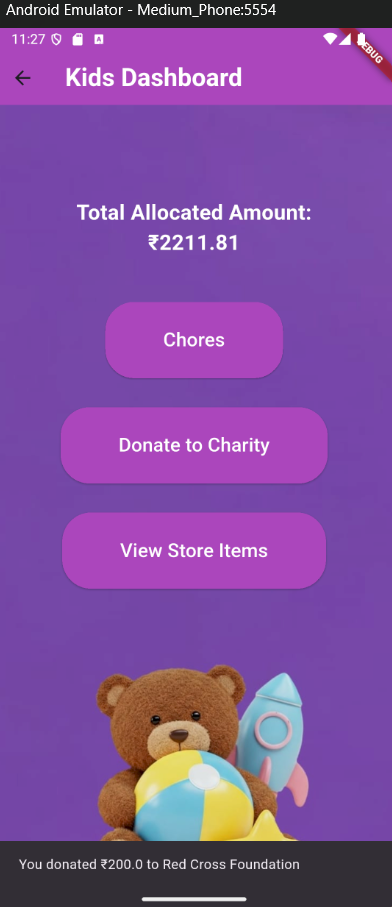 Android Emulator - Medium_Phone:5554
11:27
A
DEBUG
Kids Dashboard
Total Allocated Amount:
₹2211.81
Chores
Donate to Charity
View Store Items
You donated ₹200.0 to Red Cross Foundation